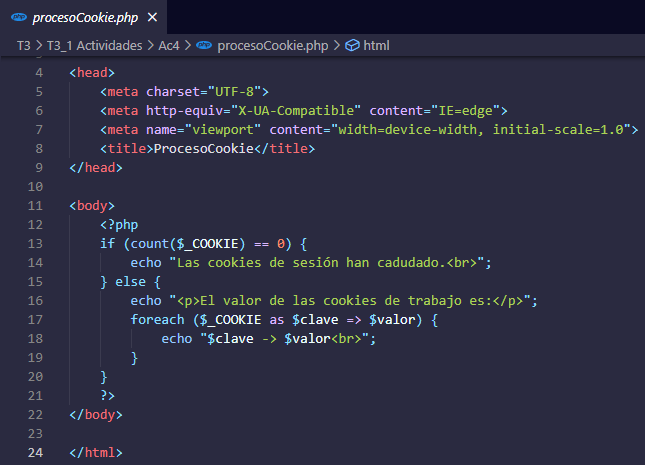 php procesoCookie.php ×
T3 > T3_1 Actividades > Ac4 > php procesoCookie.php > html
4 <head>
5 <meta charset="UTF-8">
6 <meta http-equiv="X-UA-Compatible" content="IE=edge">
7 <meta name="viewport" content="width=device-width, initial-scale=1.0">
8 <title>ProcesoCookie</title>
9 </head>
10
11 <body>
12 <?php
13 if (count($_COOKIE) == 0) {
14 echo "Las cookies de sesión han cadudado.<br>";
15 } else {
16 echo "<p>El valor de las cookies de trabajo es:</p>";
17 foreach ($_COOKIE as $clave => $valor) {
18 echo "$clave -> $valor<br>";
19 }
20 }
21 ?>
22 </body>
23
24 </html>